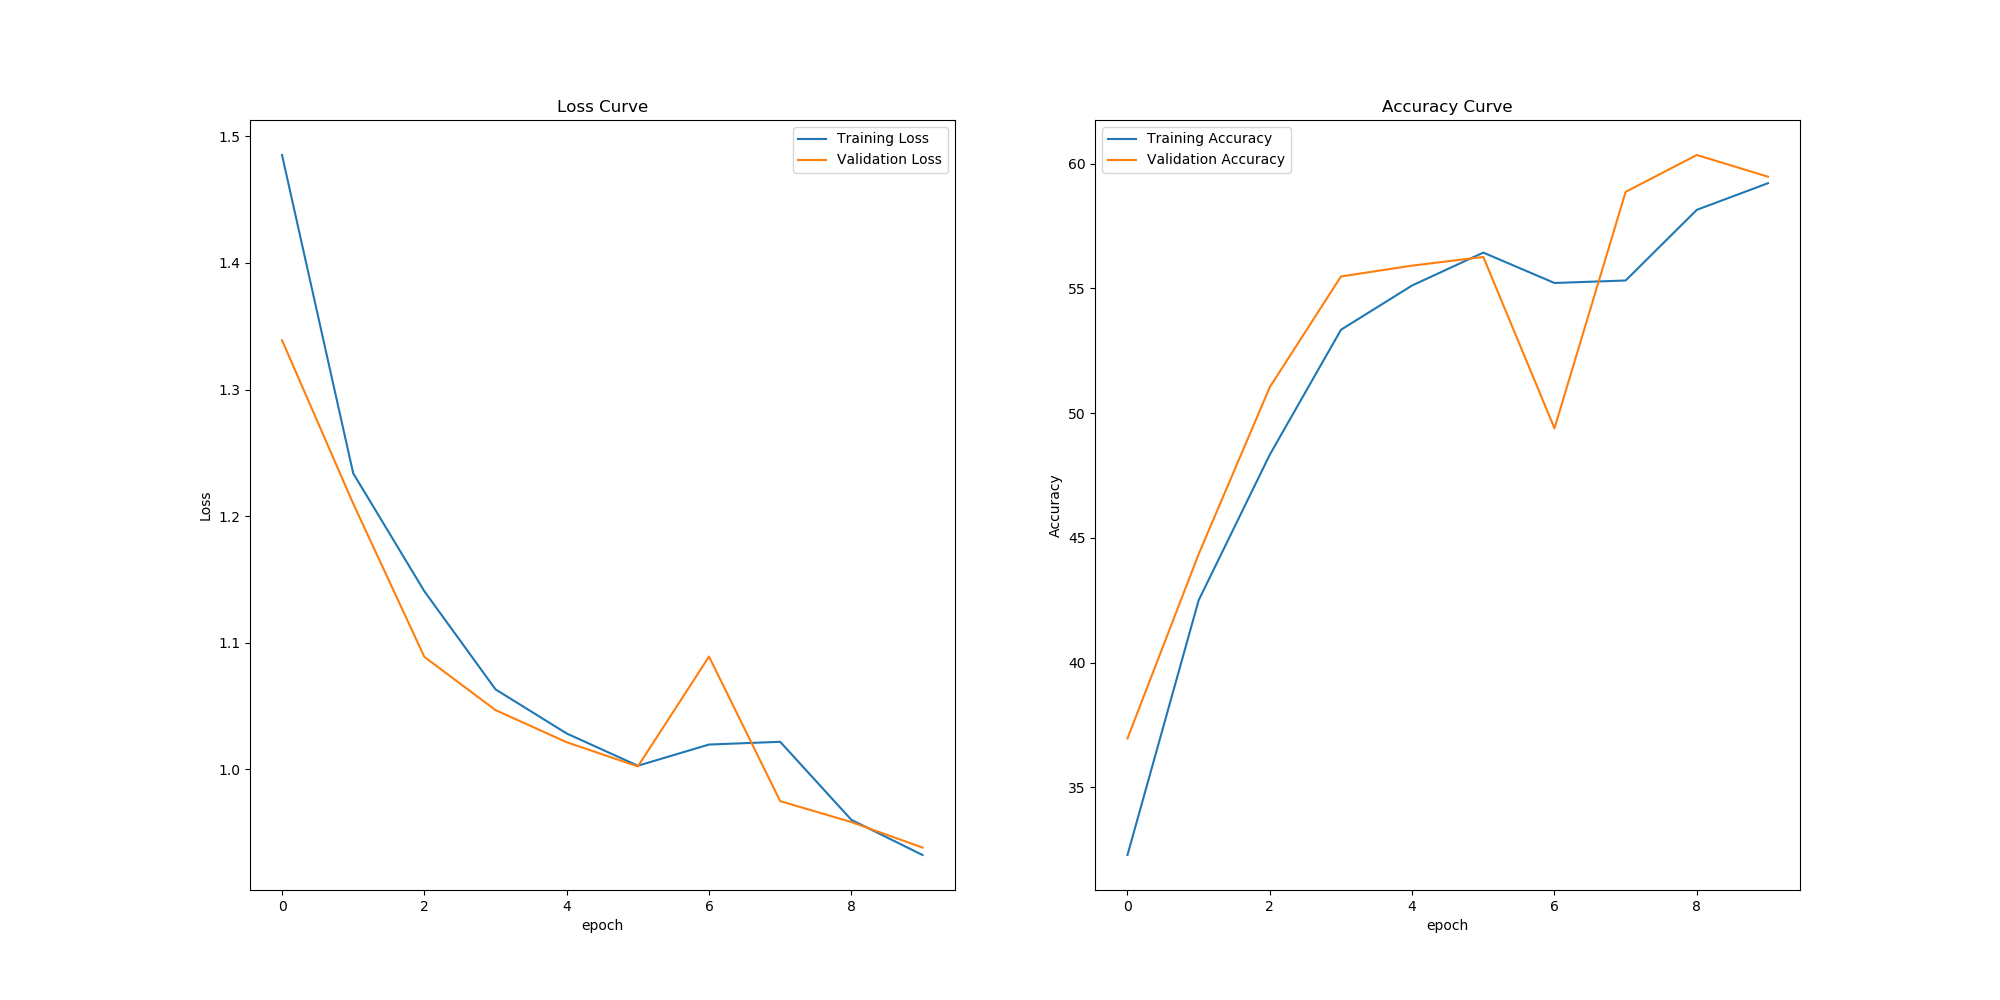 Loss Curve
Training Loss
Validation Loss
1.5
1.4
1.3
1.2
1.1
1.0
Loss
0 2 4 6 8
epoch
Accuracy Curve
Training Accuracy
Validation Accuracy
60
55
50
45
40
35
Accuracy
0 2 4 6 8
epoch